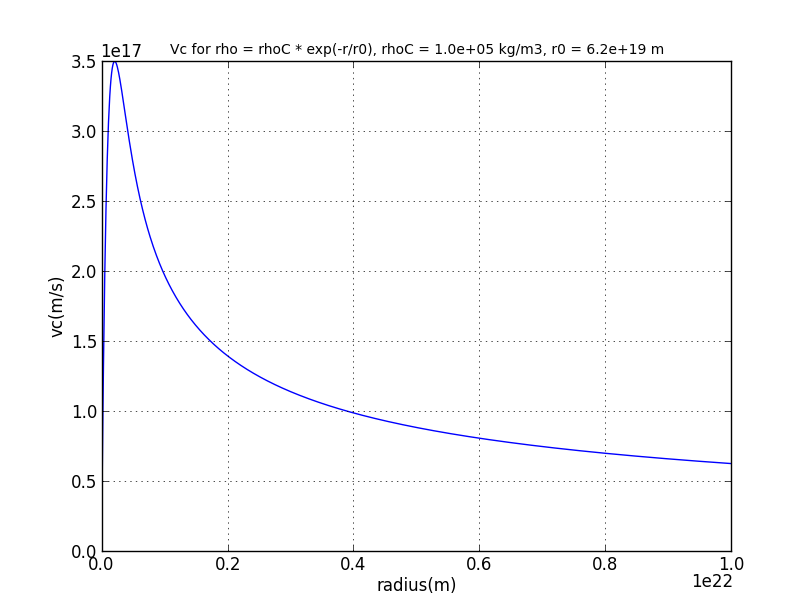 Vc for rho = rhoC * exp(-r/r0), rhoC = 1.0e+05 kg/m3, r0 = 6.2e+19 m
1e17
3.5
3.0
2.5
2.0
1.5
1.0
0.5
0.0
vc(m/s)
0.0 0.2 0.4 0.6 0.8 1.0
radius(m)
1e22